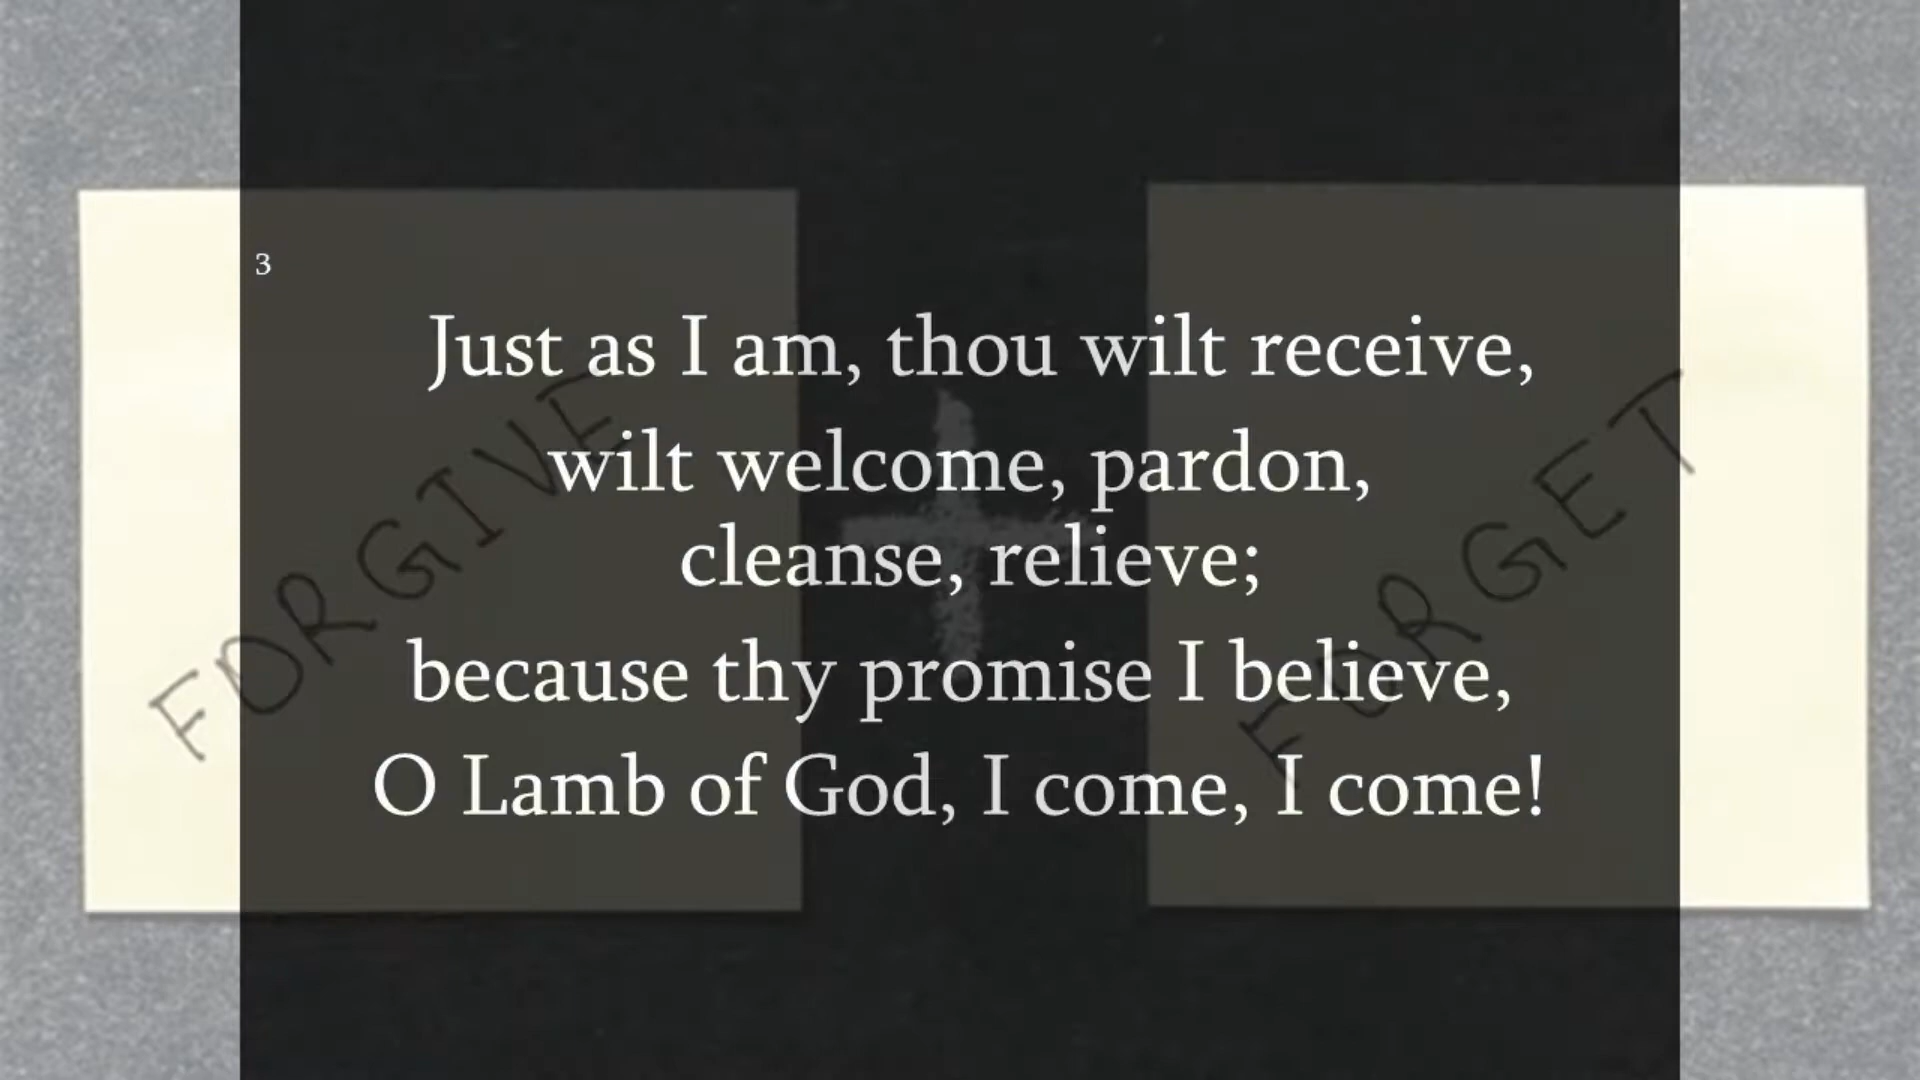 3
Just as I am, thou wilt receive,
wilt welcome, pardon,
cleanse, relieve;
because thy promise I believe,
O Lamb of God, I come, I come!
FORGIVE
FORGET